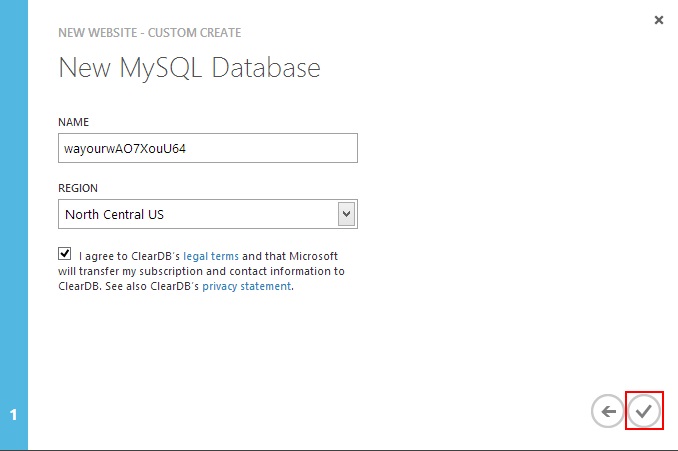 NEW WEBSITE - CUSTOM CREATE
New MySQL Database
NAME
wayourwAO7XouU64
REGION
North Central US
I agree to ClearDB's legal terms and that Microsoft
will transfer my subscription and contact information to
ClearDB. See also ClearDB's privacy statement.
1